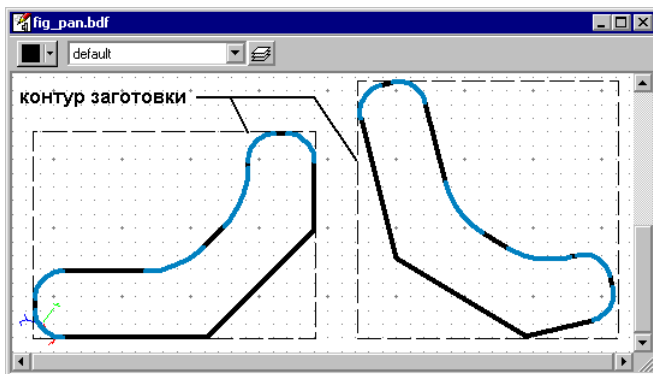 fig_pan.bdf
default
контур заготовки